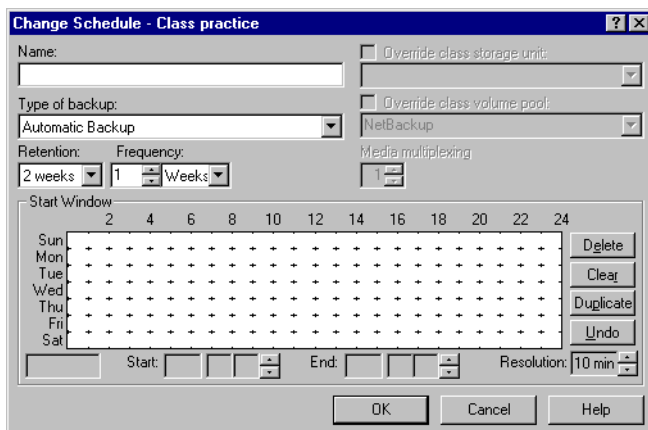 Change Schedule - Class practice
Name:
Override class storage unit:
Type of backup:
Automatic Backup
Override class volume pool:
NetBackup
Retention: Frequency:
2 weeks 1 Weeks
Media multiplexing
1
Start Window
2 4 6 8 10 12 14 16 18 20 22 24
Sun
Mon
Tue
Wed
Thu
Fri
Sat
Delete
Clear
Duplicate
Undo
Start: End: Resolution: 10 min
OK Cancel Help